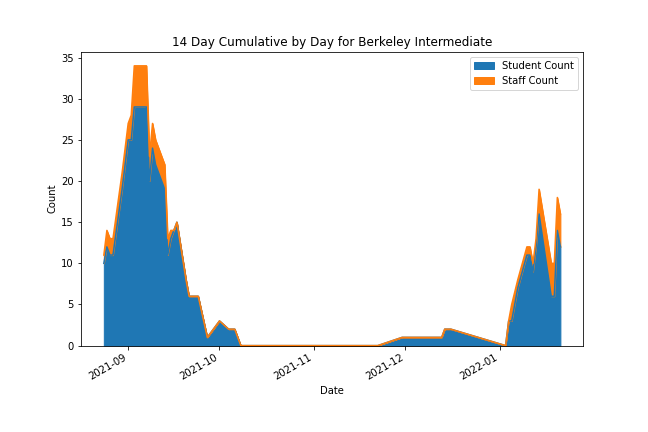 14 Day Cumulative by Day for Berkeley Intermediate
Student Count
Staff Count
Count
35
30
25
20
15
10
5
0
2021-09
2021-10
2021-11
2021-12
2022-01
Date